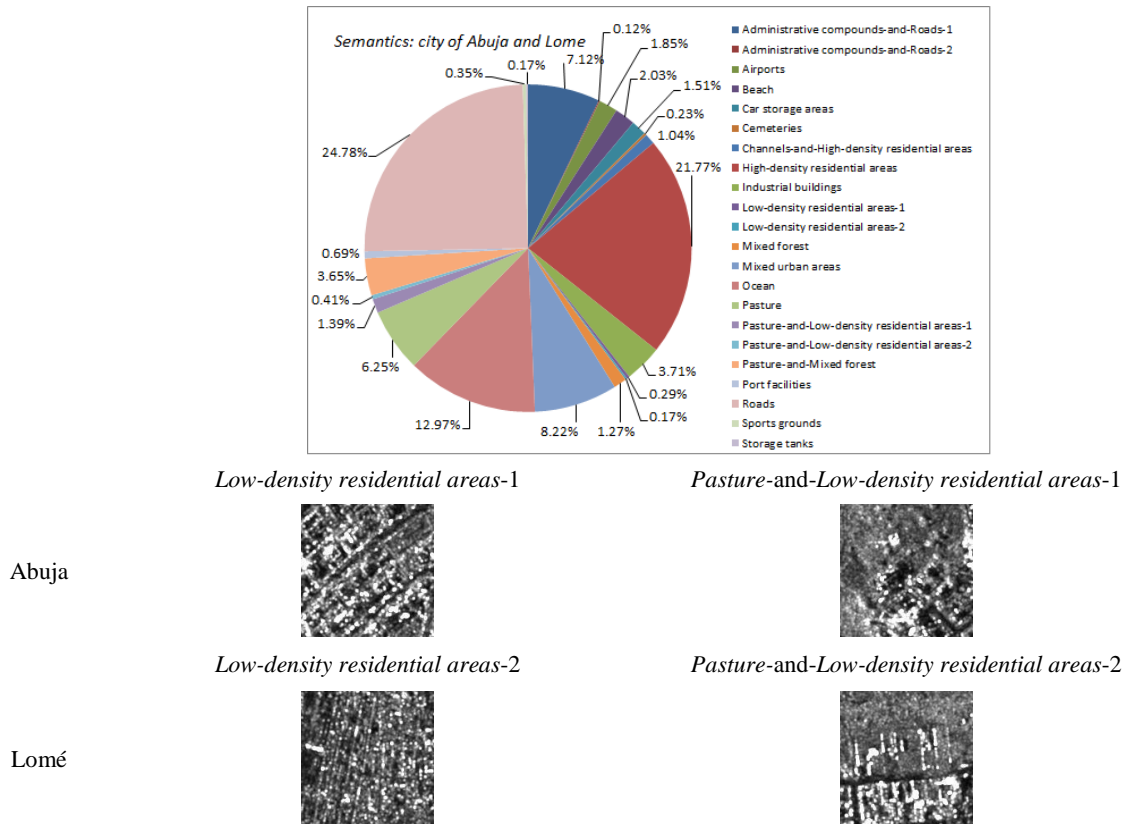 Semantics: city of Abuja and Lome
0.12%
1.85%
0.17%
7.12%
2.03%
0.35%
1.51%
0.23%
1.04%
24.78%
21.77%
0.69%
3.65%
0.41%
1.39%
6.25%
3.71%
0.29%
0.17%
12.97%
8.22%
1.27%
Administrative compounds-and-Roads-1
Administrative compounds-and-Roads-2
Airports
Beach
Car storage areas
Cemeteries
Channels-and-High-density residential areas
High-density residential areas
Industrial buildings
Low-density residential areas-1
Low-density residential areas-2
Mixed forest
Mixed urban areas
Ocean
Pasture
Pasture-and-Low-density residential areas-1
Pasture-and-Low-density residential areas-2
Pasture-and-Mixed forest
Port facilities
Roads
Sports grounds
Storage tanks
Low-density residential areas-1
Pasture-and-Low-density residential areas-1
Abuja
Low-density residential areas-2
Pasture-and-Low-density residential areas-2
Lomé